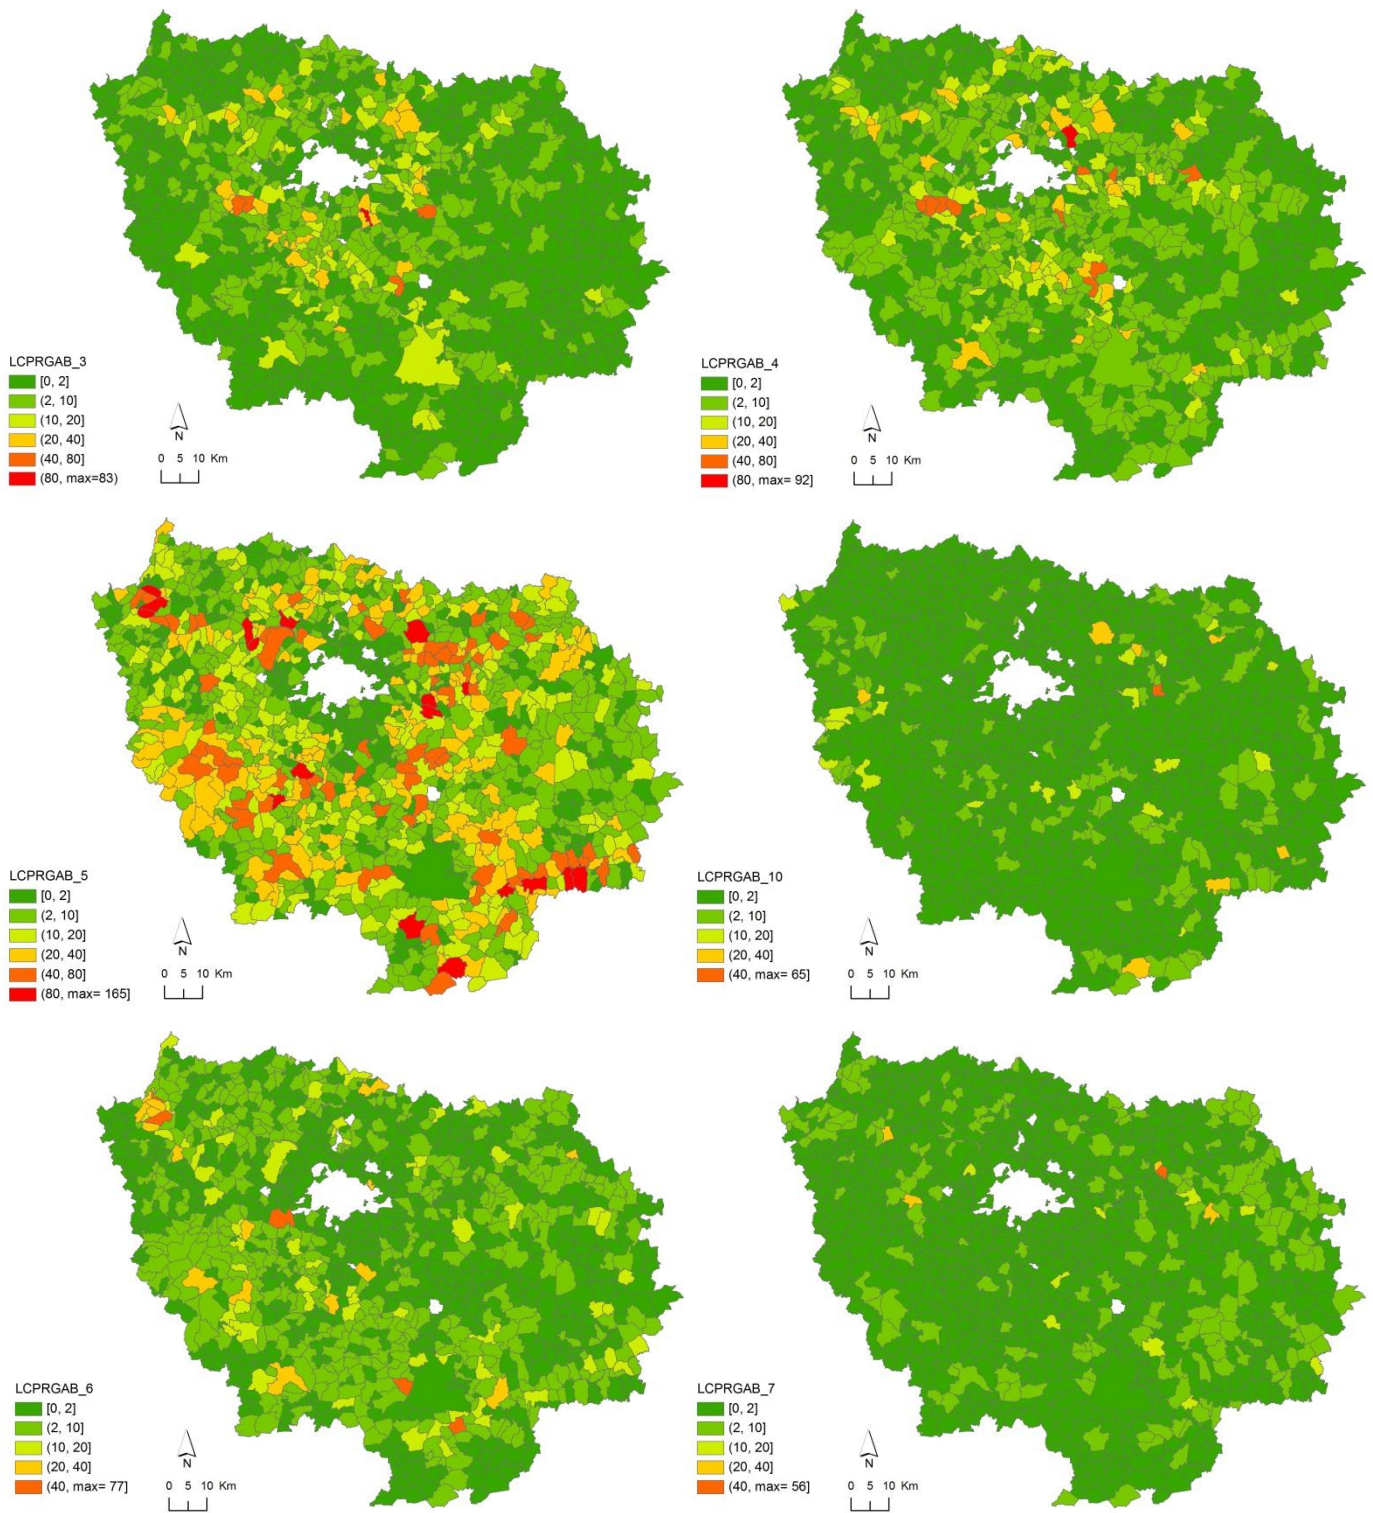 LCPRGAB_3
[0, 2]
(2, 10]
(10, 20]
(20, 40]
(40, 80]
(80, max=83)
N
0 5 10 Km
LCPRGAB_4
[0, 2]
(2, 10]
(10, 20]
(20, 40]
(40, 80]
(80, max= 92]
N
0 5 10 Km
LCPRGAB_5
[0, 2]
(2, 10]
(10, 20]
(20, 40]
(40, 80]
(80, max= 165]
N
0 5 10 Km
LCPRGAB_10
[0, 2]
(2, 10]
(10, 20]
(20, 40]
(40, max= 65]
N
0 5 10 Km
LCPRGAB_6
[0, 2]
(2, 10]
(10, 20]
(20, 40]
(40, max= 77]
N
0 5 10 Km
LCPRGAB_7
[0, 2]
(2, 10]
(10, 20]
(20, 40]
(40, max= 56]
N
0 5 10 Km